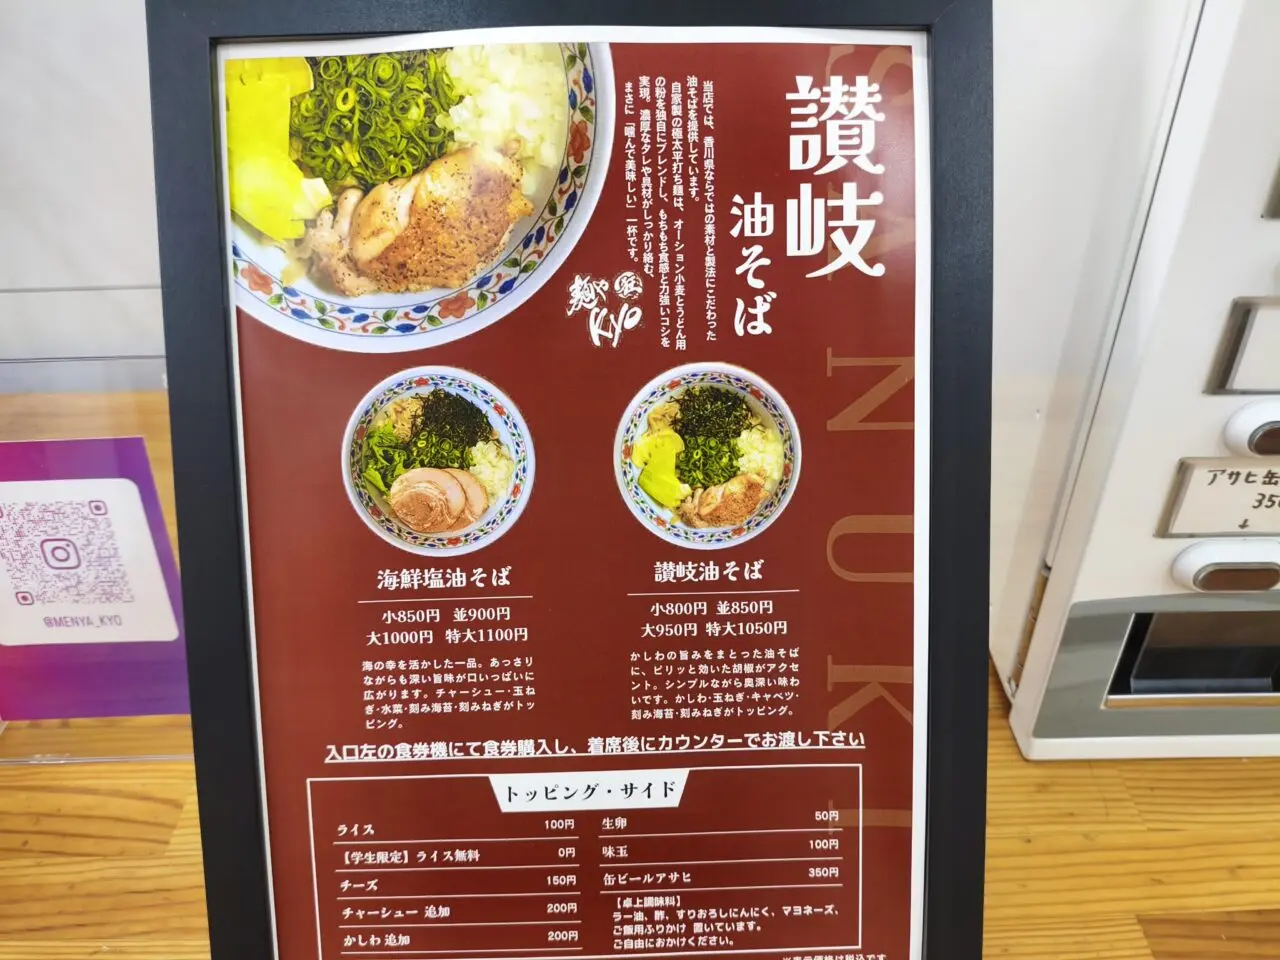 讃岐
油そば
SANUKI
当店では、香川県ならではの素材と製法にこだわった
油そばを提供しています。
自家製の極太平打ち麺は、オーション小麦とうどん用
の粉を独自にブレンドし、もちもち食感と力強いコシを
実現。濃厚なタレや具材がしっかり絡む、
まさに「噛んで美味しい」一杯です。
麺や
KYO
海鮮塩油そば
小850円 並900円
大1000円 特大1100円
海の幸を活かした一品。あっさり
ながらも深い旨味が口いっぱいに
広がります。チャーシュー・玉ね
ぎ・水菜・刻み海苔・刻みねぎがトッ
ピング。
讃岐油そば
小800円 並850円
大950円 特大1050円
かしわの旨みをまとった油そば
に、ピリッと効いた胡椒がアクセ
ント。シンプルながら奥深い味わ
いです。かしわ・玉ねぎ・キャベツ・
刻み海苔・刻みねぎがトッピング。
入口左の食券機にて食券購入し、着席後にカウンターでお渡し下さい
トッピング・サイド
ライス 100円
【学生限定】ライス無料 0円
チーズ 150円
チャーシュー 追加 200円
かしわ 追加 200円
生卵 50円
味玉 100円
缶ビールアサヒ 350円
【卓上調味料】
ラー油、酢、すりおろしにんにく、マヨネーズ、
ご飯用ふりかけ 置いています。
ご自由におかけください。
※表示価格は税込です
@MENYA_KYO
アサヒ缶
350
↓